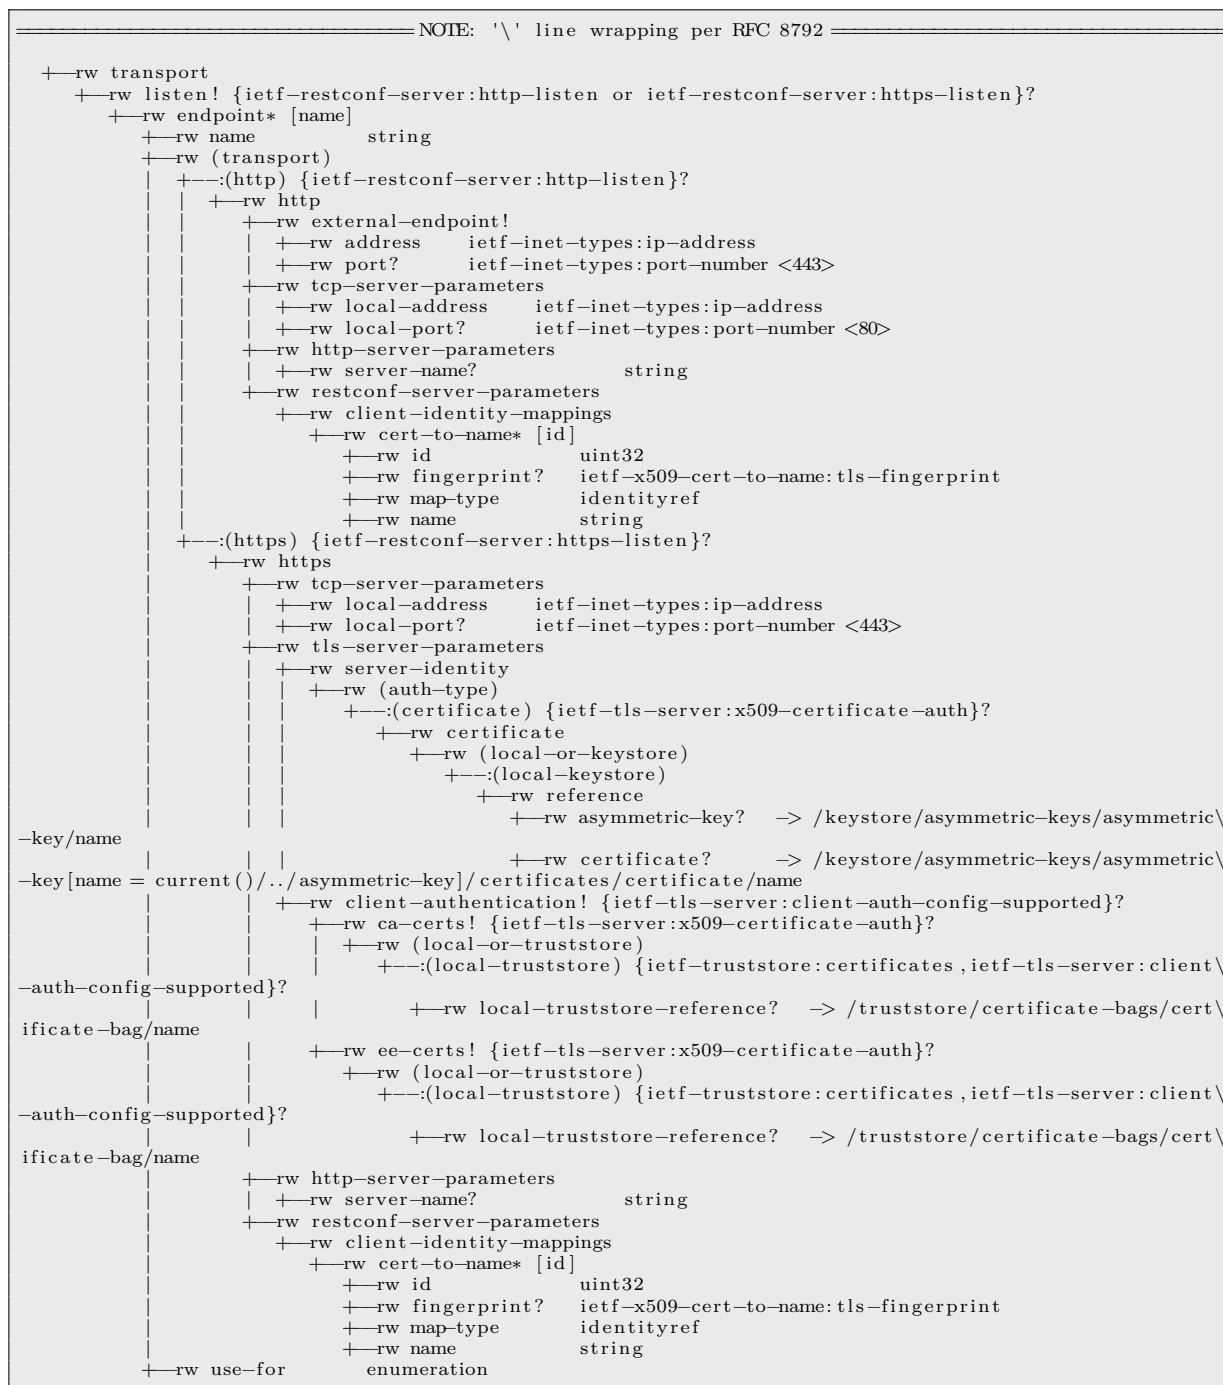 ================ NOTE: '\' line wrapping per RFC 8792 ================
  +--rw transport
     +--rw listen! {ietf-restconf-server:http-listen or ietf-restconf-server:https-listen}?
        +--rw endpoint* [name]
           +--rw name          string
           +--rw (transport)
           |  +--:(http) {ietf-restconf-server:http-listen}?
           |  |  +--rw http
           |  |     +--rw external-endpoint!
           |  |     |  +--rw address    ietf-inet-types:ip-address
           |  |     |  +--rw port?      ietf-inet-types:port-number <443>
           |  |     +--rw tcp-server-parameters
           |  |     |  +--rw local-address    ietf-inet-types:ip-address
           |  |     |  +--rw local-port?      ietf-inet-types:port-number <80>
           |  |     +--rw http-server-parameters
           |  |     |  +--rw server-name?             string
           |  |     +--rw restconf-server-parameters
           |  |        +--rw client-identity-mappings
           |  |           +--rw cert-to-name* [id]
           |  |              +--rw id             uint32
           |  |              +--rw fingerprint?   ietf-x509-cert-to-name:tls-fingerprint
           |  |              +--rw map-type       identityref
           |  |              +--rw name           string
           |  +--:(https) {ietf-restconf-server:https-listen}?
           |     +--rw https
           |        +--rw tcp-server-parameters
           |        |  +--rw local-address    ietf-inet-types:ip-address
           |        |  +--rw local-port?      ietf-inet-types:port-number <443>
           |        +--rw tls-server-parameters
           |        |  +--rw server-identity
           |        |  |  +--rw (auth-type)
           |        |  |     +--:(certificate) {ietf-tls-server:x509-certificate-auth}?
           |        |  |        +--rw certificate
           |        |  |           +--rw (local-or-keystore)
           |        |  |              +--:(local-keystore)
           |        |  |                 +--rw reference
           |        |  |                    +--rw asymmetric-key?   -> /keystore/asymmetric-keys/asymmetric\
-key/name
           |        |  |                    +--rw certificate?      -> /keystore/asymmetric-keys/asymmetric\
-key[name = current()/../asymmetric-key]/certificates/certificate/name
           |        |  +--rw client-authentication! {ietf-tls-server:client-auth-config-supported}?
           |        |     +--rw ca-certs! {ietf-tls-server:x509-certificate-auth}?
           |        |     |  +--rw (local-or-truststore)
           |        |     |     +--:(local-truststore) {ietf-truststore:certificates,ietf-tls-server:client\
-auth-config-supported}?
           |        |     |        +--rw local-truststore-reference?   -> /truststore/certificate-bags/cert\
ificate-bag/name
           |        |     +--rw ee-certs! {ietf-tls-server:x509-certificate-auth}?
           |        |        +--rw (local-or-truststore)
           |        |           +--:(local-truststore) {ietf-truststore:certificates,ietf-tls-server:client\
-auth-config-supported}?
           |        |              +--rw local-truststore-reference?   -> /truststore/certificate-bags/cert\
ificate-bag/name
           |        +--rw http-server-parameters
           |        |  +--rw server-name?             string
           |        +--rw restconf-server-parameters
           |           +--rw client-identity-mappings
           |              +--rw cert-to-name* [id]
           |                 +--rw id             uint32
           |                 +--rw fingerprint?   ietf-x509-cert-to-name:tls-fingerprint
           |                 +--rw map-type       identityref
           |                 +--rw name           string
           +--rw use-for       enumeration